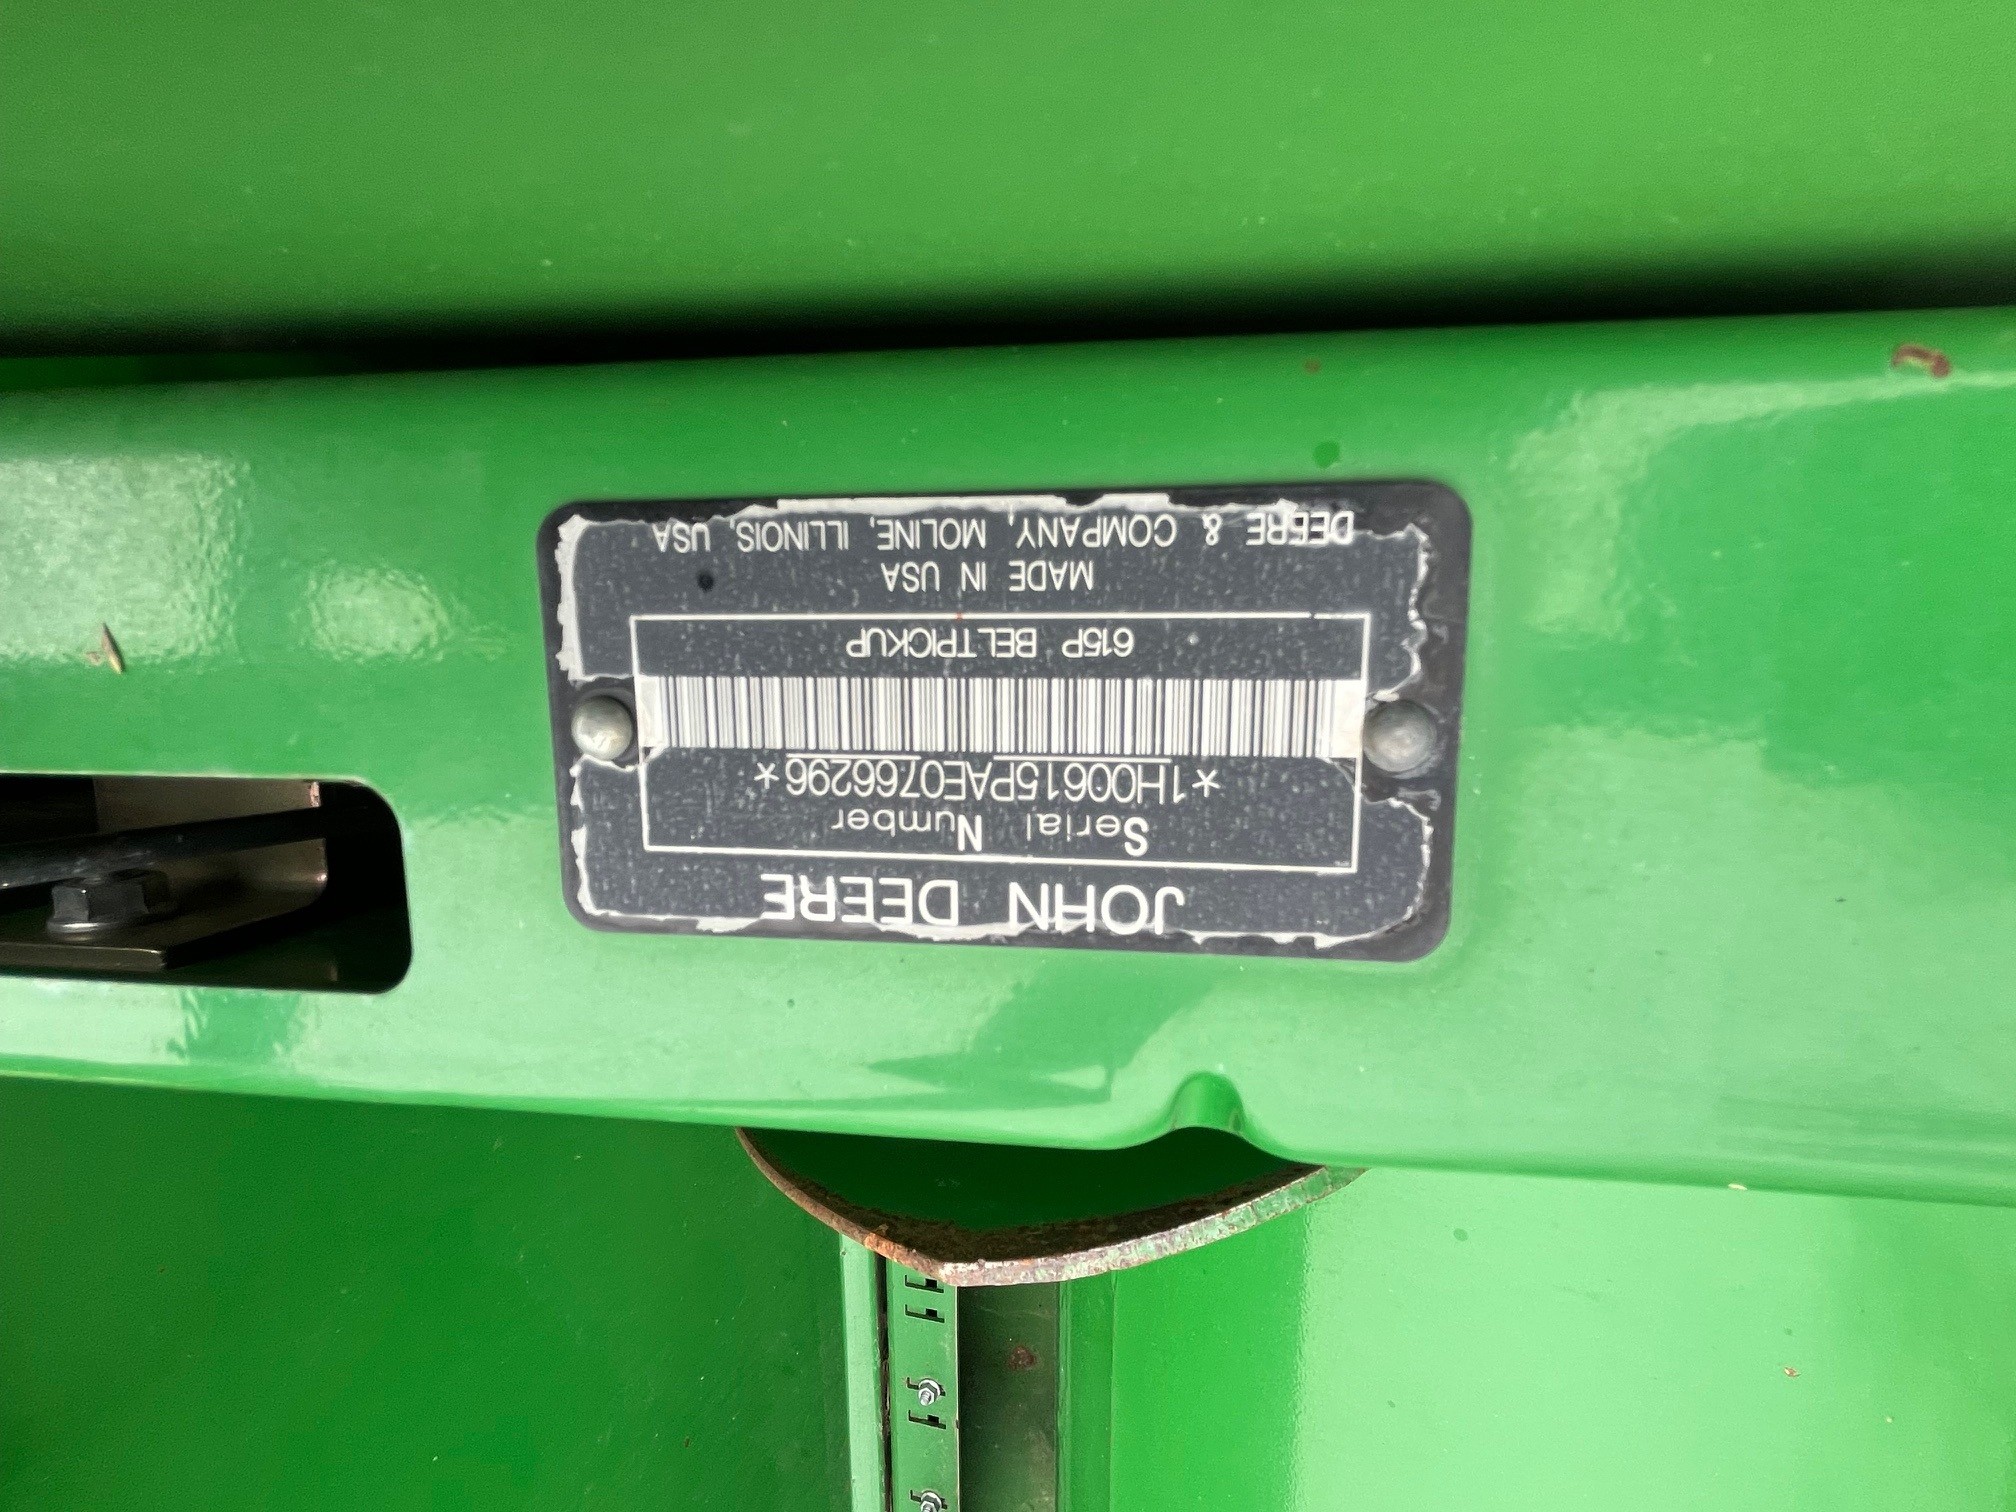 JOHN DEERE
Serial Number
*1H00615PAE0766296*
615P BELTPICKUP
MADE IN USA
DEERE & COMPANY, MOLINE, ILLINOIS, USA